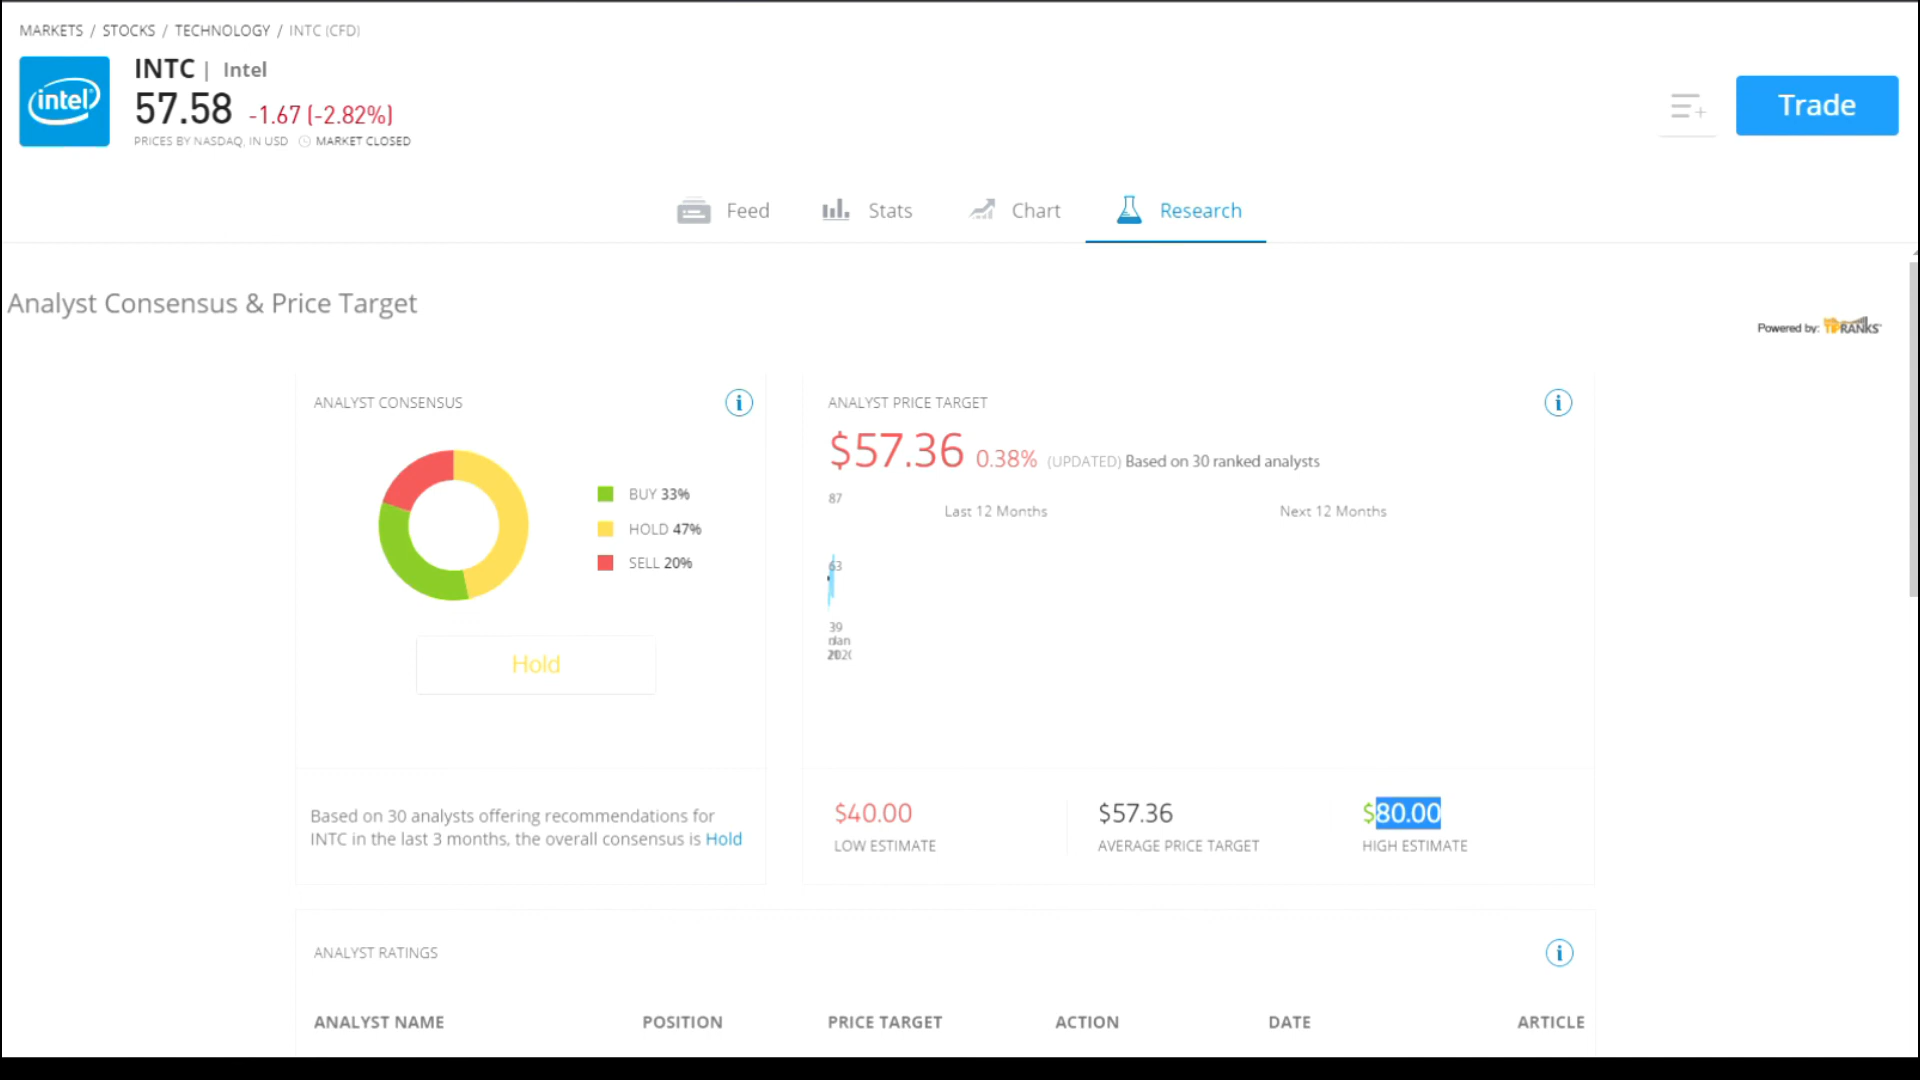 MARKETS / STOCKS / TECHNOLOGY / INTC (CFD)
intel
INTC | Intel
57.58 -1.67 (-2.82%)
PRICES BY NASDAQ, IN USD MARKET CLOSED
Trade
Feed Stats Chart Research
Analyst Consensus & Price Target
Powered by: TIPRANKS
ANALYST CONSENSUS
BUY 33%
HOLD 47%
SELL 20%
Hold
Based on 30 analysts offering recommendations for
INTC in the last 3 months, the overall consensus is Hold
ANALYST PRICE TARGET
$57.36 0.38% (UPDATED) Based on 30 ranked analysts
87
Last 12 Months Next 12 Months
63
39
$40.00 $57.36 $80.00
LOW ESTIMATE AVERAGE PRICE TARGET HIGH ESTIMATE
ANALYST RATINGS
ANALYST NAME POSITION PRICE TARGET ACTION DATE ARTICLE